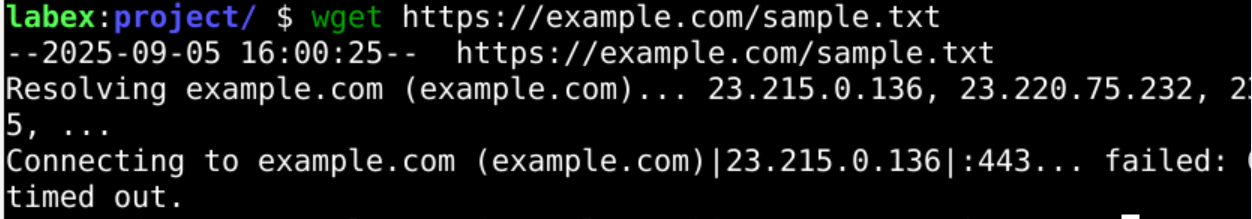 labex:project/ $ wget https://example.com/sample.txt
--2025-09-05 16:00:25--  https://example.com/sample.txt
Resolving example.com (example.com)... 23.215.0.136, 23.220.75.232,
5, ...
Connecting to example.com (example.com)|23.215.0.136|:443... failed:
timed out.